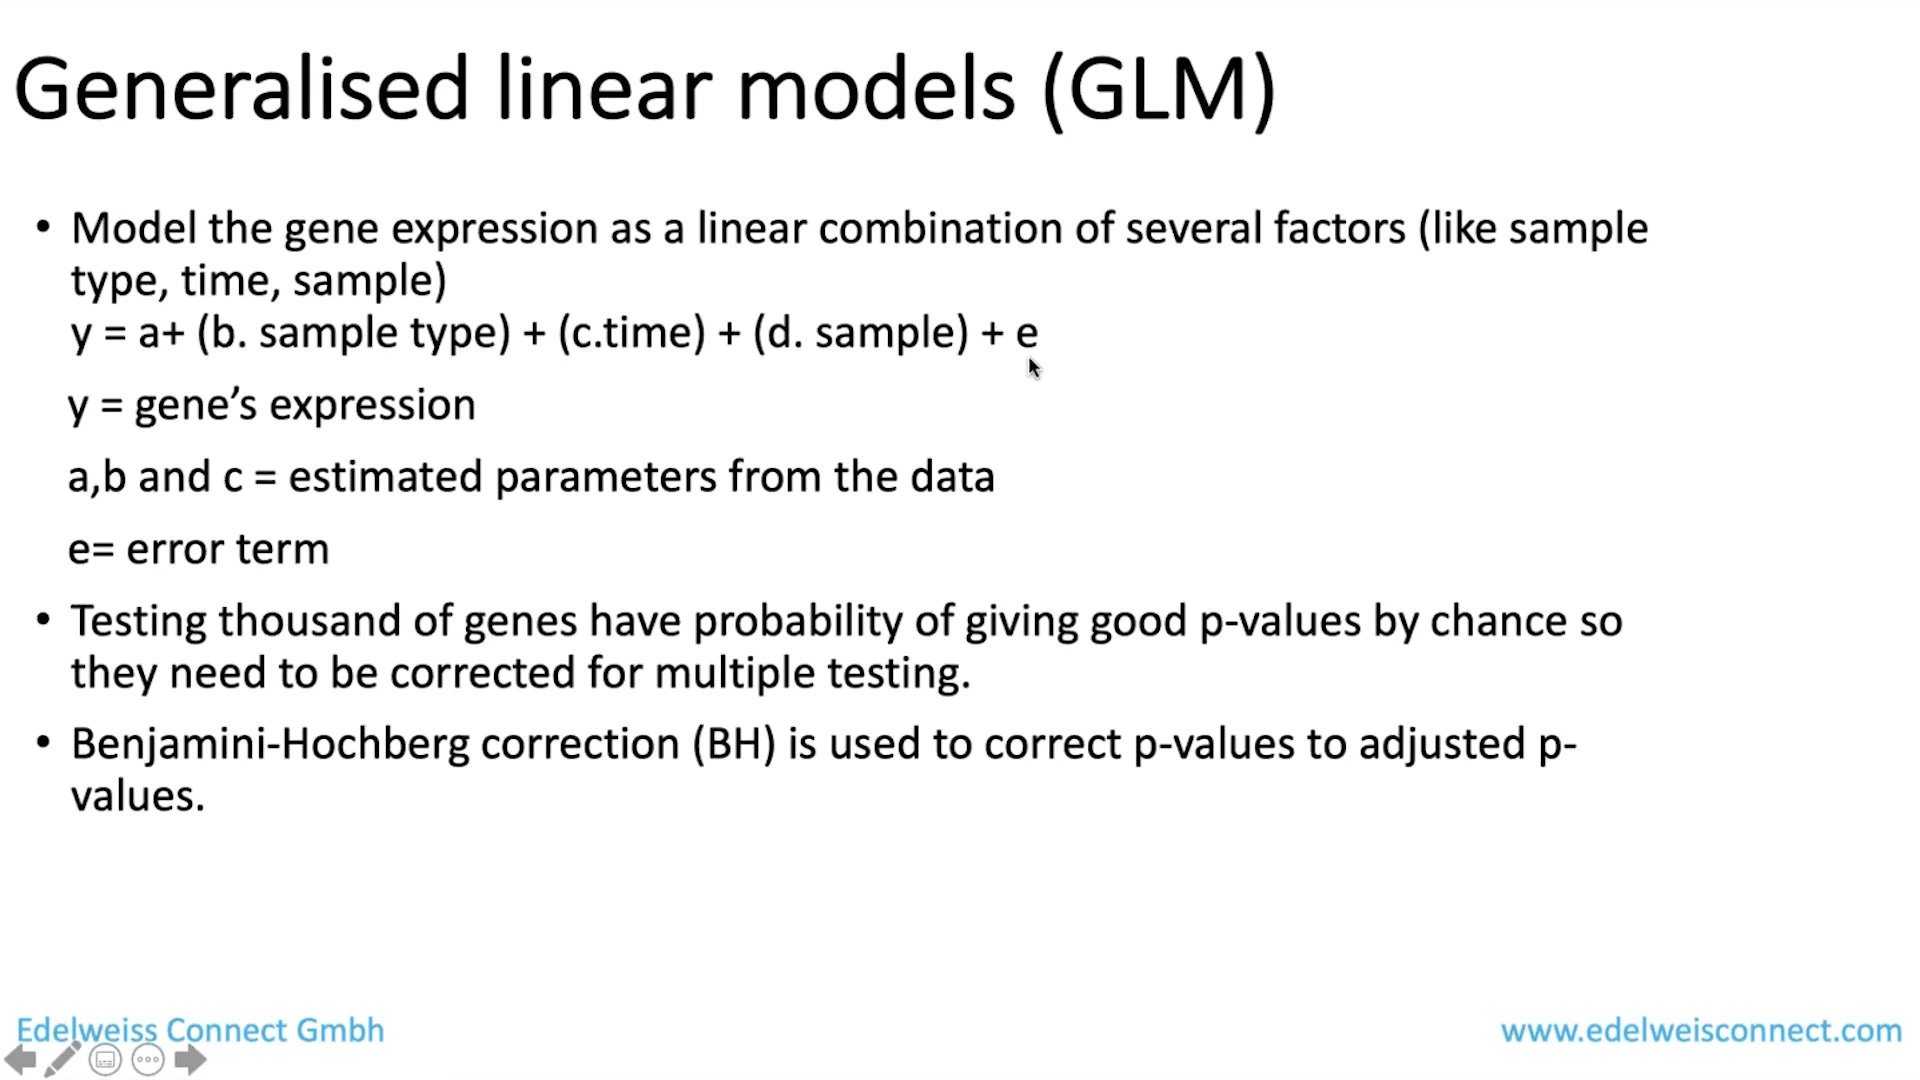 Generalised linear models (GLM)
• Model the gene expression as a linear combination of several factors (like sample
type, time, sample)
y = a+ (b. sample type) + (c.time) + (d. sample) + e
y = gene’s expression
a,b and c = estimated parameters from the data
e= error term
• Testing thousand of genes have probability of giving good p-values by chance so
they need to be corrected for multiple testing.
• Benjamini-Hochberg correction (BH) is used to correct p-values to adjusted p-
values.
Edelweiss Connect Gmbh
www.edelweisconnect.com